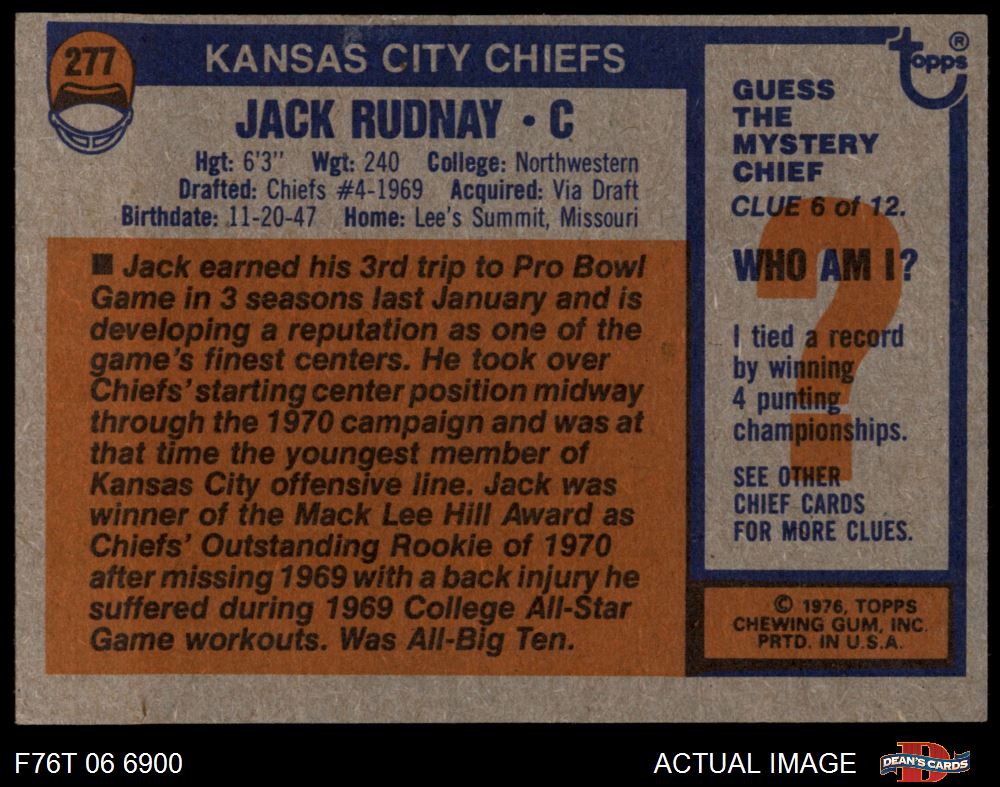 277
KANSAS CITY CHIEFS
JACK RUDNAY • C
Hgt: 6'3" Wgt: 240 College: Northwestern
Drafted: Chiefs #4-1969 Acquired: Via Draft
Birthdate: 11-20-47 Home: Lee's Summit, Missouri
■ Jack earned his 3rd trip to Pro Bowl
Game in 3 seasons last January and is
developing a reputation as one of the
game's finest centers. He took over
Chiefs' starting center position midway
through the 1970 campaign and was at
that time the youngest member of
Kansas City offensive line. Jack was
winner of the Mack Lee Hill Award as
Chiefs' Outstanding Rookie of 1970
after missing 1969 with a back injury he
suffered during 1969 College All-Star
Game workouts. Was All-Big Ten.
topps®
GUESS
THE
MYSTERY
CHIEF
CLUE 6 of 12.
WHO AM I?
?
I tied a record
by winning
4 punting
championships.
SEE OTHER
CHIEF CARDS
FOR MORE CLUES.
© 1976, TOPPS
CHEWING GUM, INC.
PRTD. IN U.S.A.
F76T 06 6900
ACTUAL IMAGE
D
DEAN'S CARDS